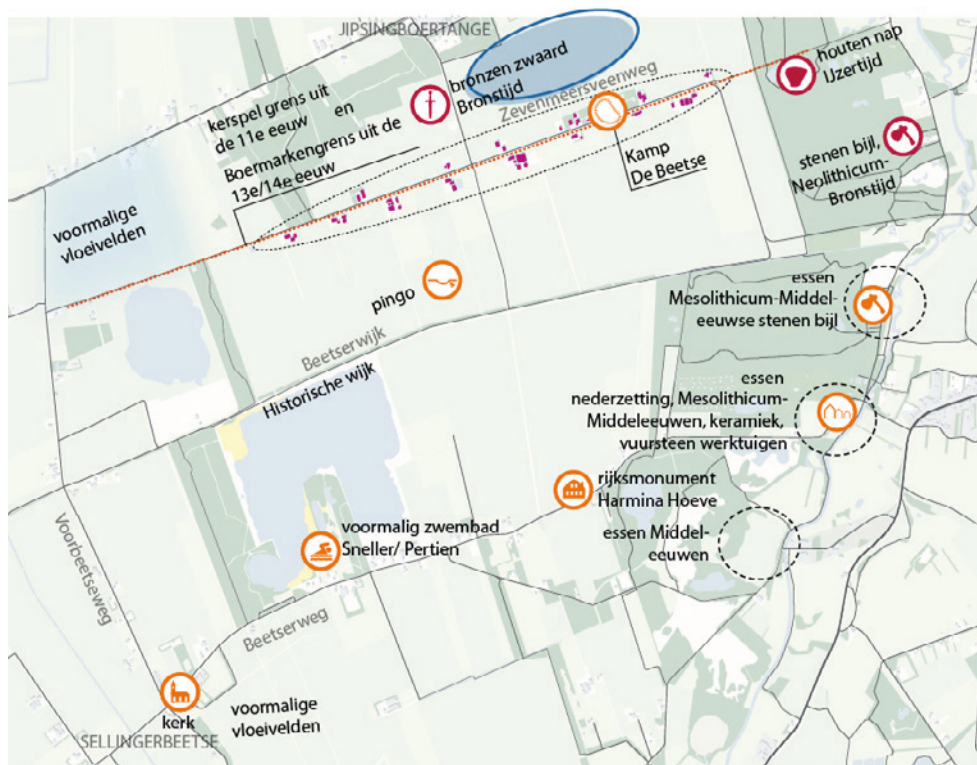 JIPSINGBOERTANGE
kerspel grens uit
de 11e eeuw en
Boermarkengrens uit de
13e/14e eeuw
bronzen zwaard
Bronstijd
Zevenmeersveenweg
houten nap
IJzertijd
Kamp
De Beetse
stenen bijl,
Neolithicum-
Bronstijd
voormalige
vloeivelden
pingo
essen
Mesolithicum-Middel-
eeuwse stenen bijl
Beetserwijk
Historische wijk
essen
nederzetting, Mesolithicum-
Middeleeuwen, keramiek,
vuursteen werktuigen
rijksmonument
Harmina Hoeve
voormalig zwembad
Sneller/ Pertien
essen Middel-
eeuwen
Voorbeetseweg
Beetserweg
kerk
voormalige
vloeivelden
SELLINGERBEETSE